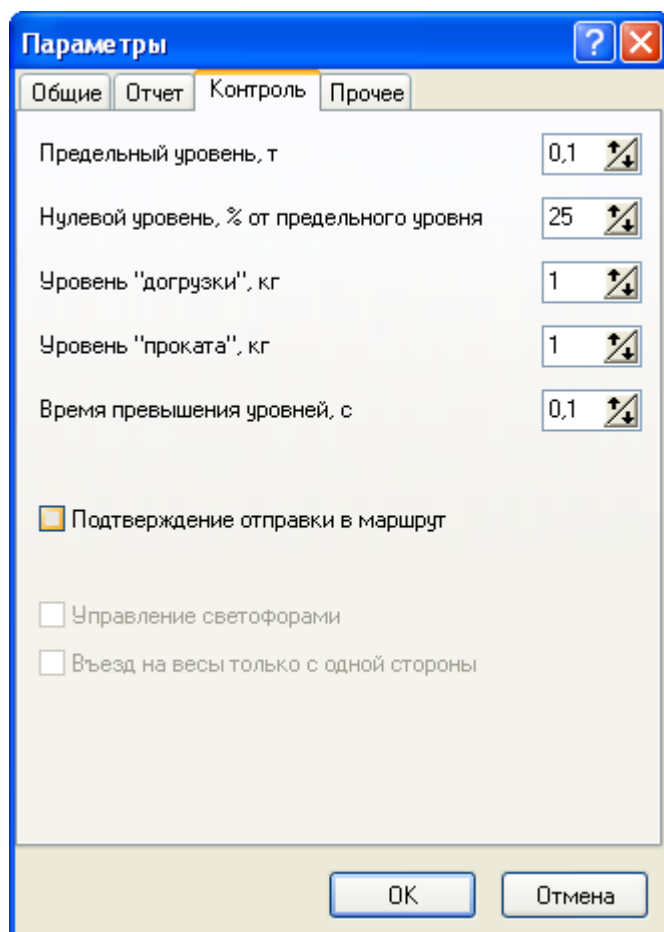 Параметры
Общие Отчет Контроль Прочее
Предельный уровень, т 0,1
Нулевой уровень, % от предельного уровня 25
Уровень "догрузки", кг 1
Уровень "проката", кг 1
Время превышения уровней, с 0,1
Подтверждение отправки в маршрут
Управление светофорами
Въезд на весы только с одной стороны
OK Отмена